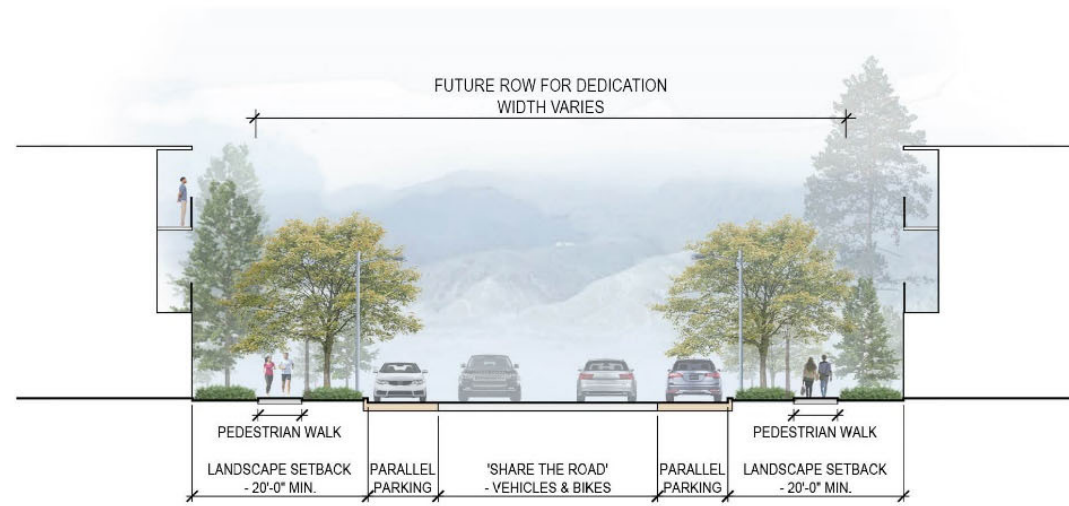 FUTURE ROW FOR DEDICATION
WIDTH VARIES
PEDESTRIAN WALK
PEDESTRIAN WALK
LANDSCAPE SETBACK
- 20'-0" MIN.
PARALLEL
PARKING
'SHARE THE ROAD'
- VEHICLES & BIKES
PARALLEL
PARKING
LANDSCAPE SETBACK
- 20'-0" MIN.